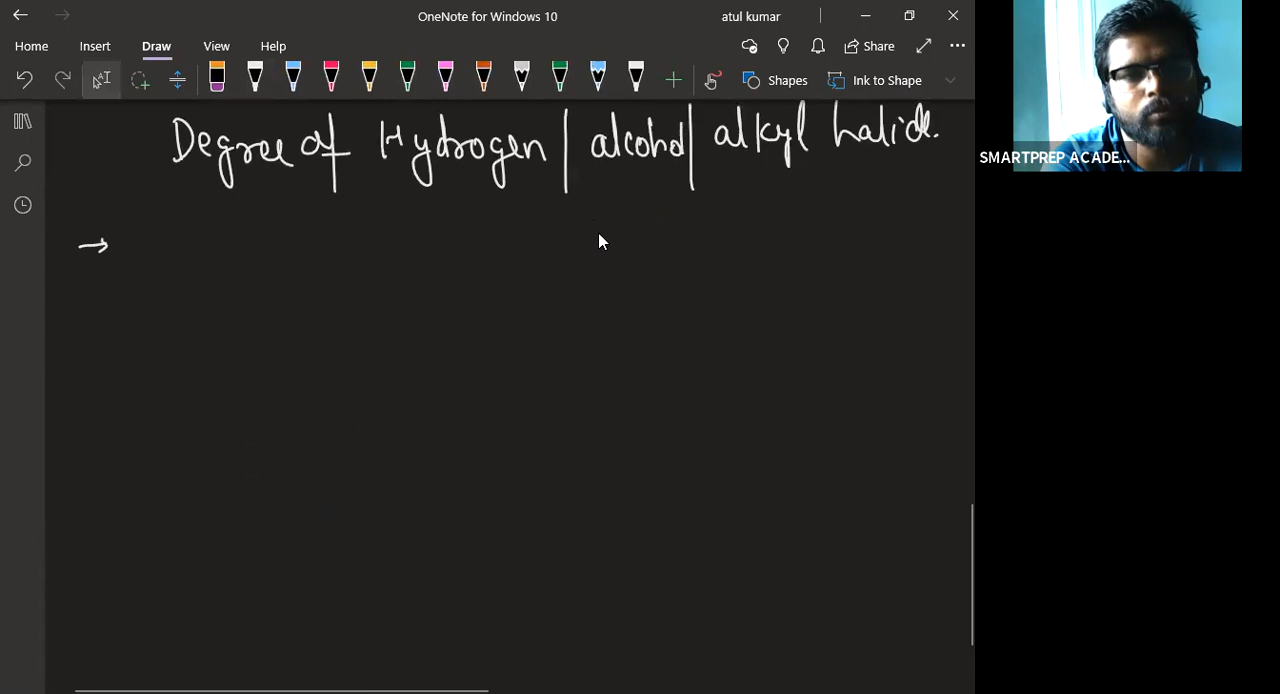 OneNote for Windows 10
atul kumar
Home Insert Draw View Help
Share
Shapes Ink to Shape
Degree of Hydrogen | alcohol | alkyl halide.
→
SMARTPREP ACADE...